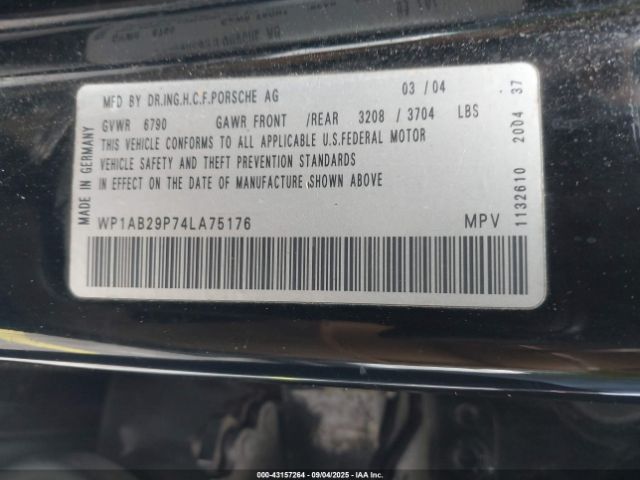 MFD BY DR.ING.H.C.F.PORSCHE AG 03 / 04
GVWR 6790 GAWR FRONT /REAR 3208 / 3704 LBS
THIS VEHICLE CONFORMS TO ALL APPLICABLE U.S.FEDERAL MOTOR
VEHICLE SAFETY AND THEFT PREVENTION STANDARDS
IN EFFECT ON THE DATE OF MANUFACTURE SHOWN ABOVE
WP1AB29P74LA75176 MPV
MADE IN GERMANY
1132610 2004 37
000-43157264 - 09/04/2025 - IAA Inc.